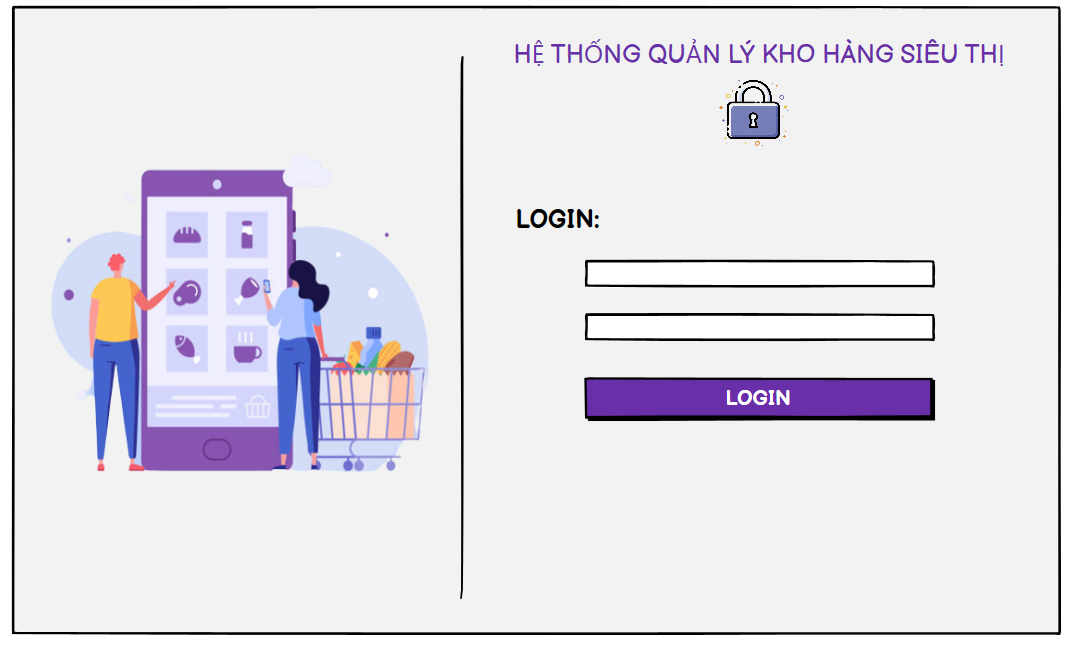 HỆ THỐNG QUẢN LÝ KHO HÀNG SIÊU THỊ
LOGIN:
LOGIN